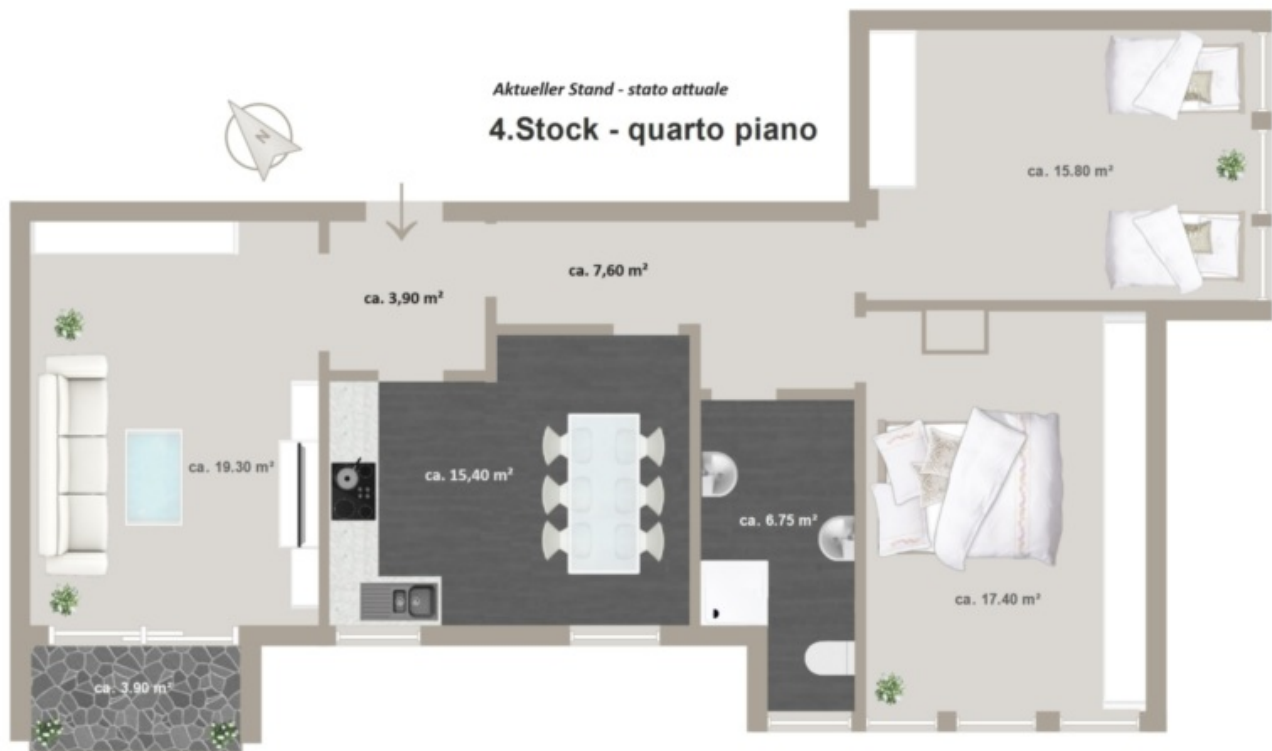 Aktueller Stand - stato attuale
4.Stock - quarto piano
N
ca. 15.80 m²
ca. 7,60 m²
ca. 3,90 m²
ca. 19.30 m²
ca. 15,40 m²
ca. 6.75 m²
ca. 17.40 m²
ca. 3.90 m²